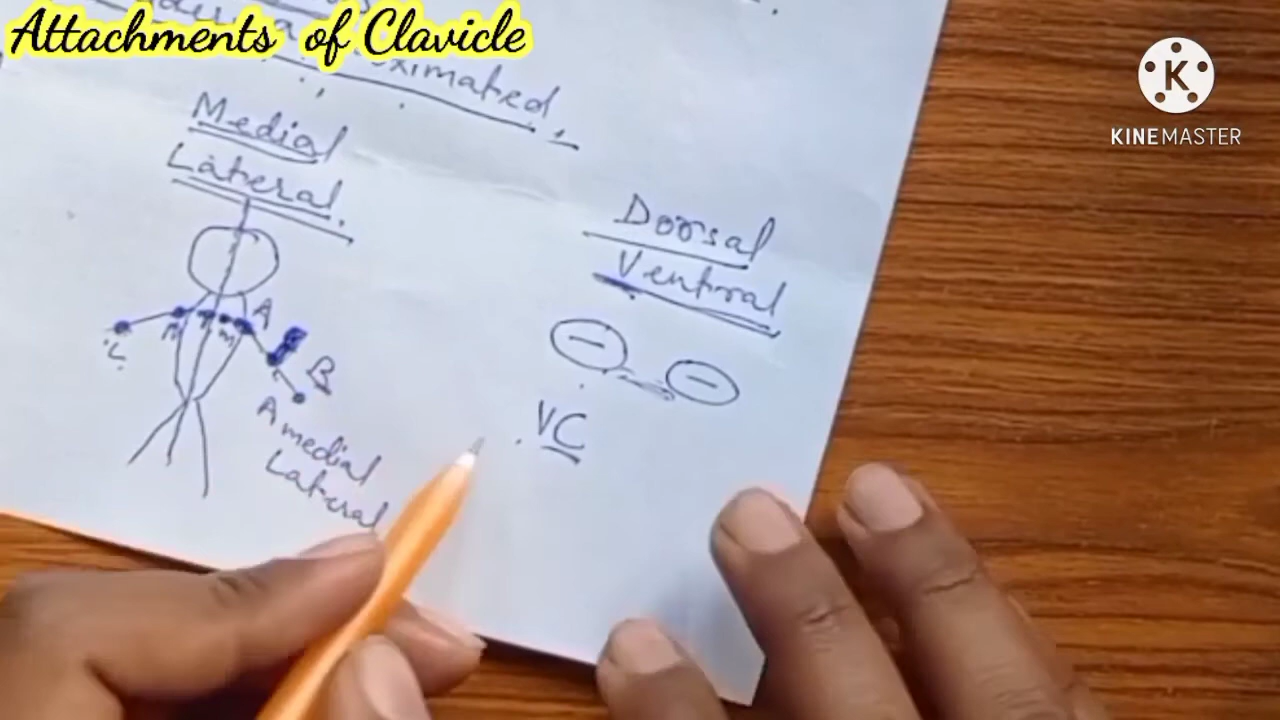 Attachments of Clavicle
K
KINEMASTER
Medial
Lateral.
Dorsal
Ventral
A
M
m
L
B
VC
A medial
Lateral